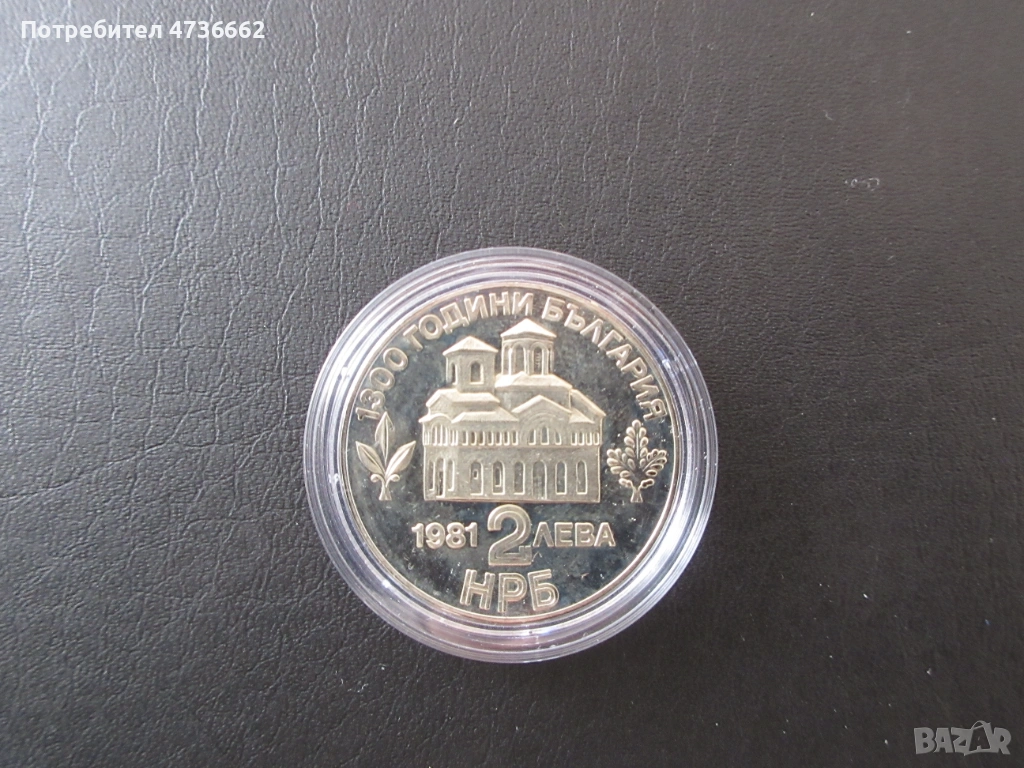 Потребител 4736662
1300 ГОДИНИ БЪЛГАРИЯ
1981 2 ЛЕВА
НРБ
BAZAR